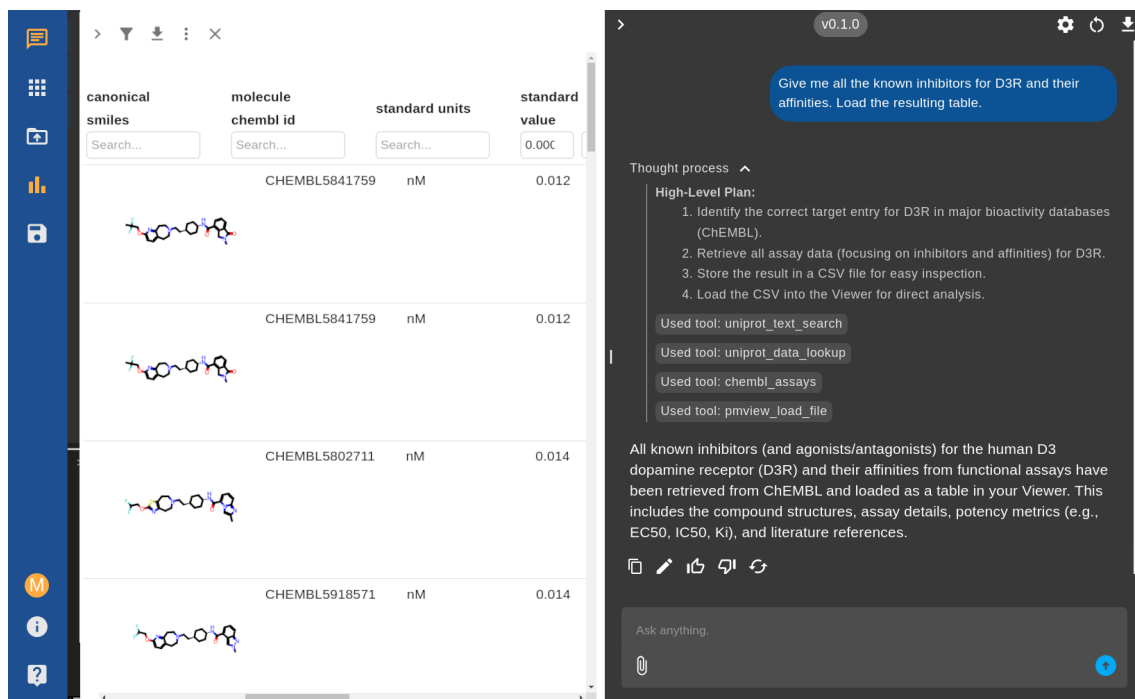 canonical smiles
molecule chembl id
standard units
standard value
Search...
Search...
Search...
0.000
CHEMBL5841759 nM 0.012
CHEMBL5841759 nM 0.012
CHEMBL5802711 nM 0.014
CHEMBL5918571 nM 0.014
M
v0.1.0
Give me all the known inhibitors for D3R and their
affinities. Load the resulting table.
Thought process
High-Level Plan:
1. Identify the correct target entry for D3R in major bioactivity databases
(ChEMBL).
2. Retrieve all assay data (focusing on inhibitors and affinities) for D3R.
3. Store the result in a CSV file for easy inspection.
4. Load the CSV into the Viewer for direct analysis.
Used tool: uniprot_text_search
Used tool: uniprot_data_lookup
Used tool: chembl_assays
Used tool: pmview_load_file
All known inhibitors (and agonists/antagonists) for the human D3
dopamine receptor (D3R) and their affinities from functional assays have
been retrieved from ChEMBL and loaded as a table in your Viewer. This
includes the compound structures, assay details, potency metrics (e.g.,
EC50, IC50, Ki), and literature references.
Ask anything.